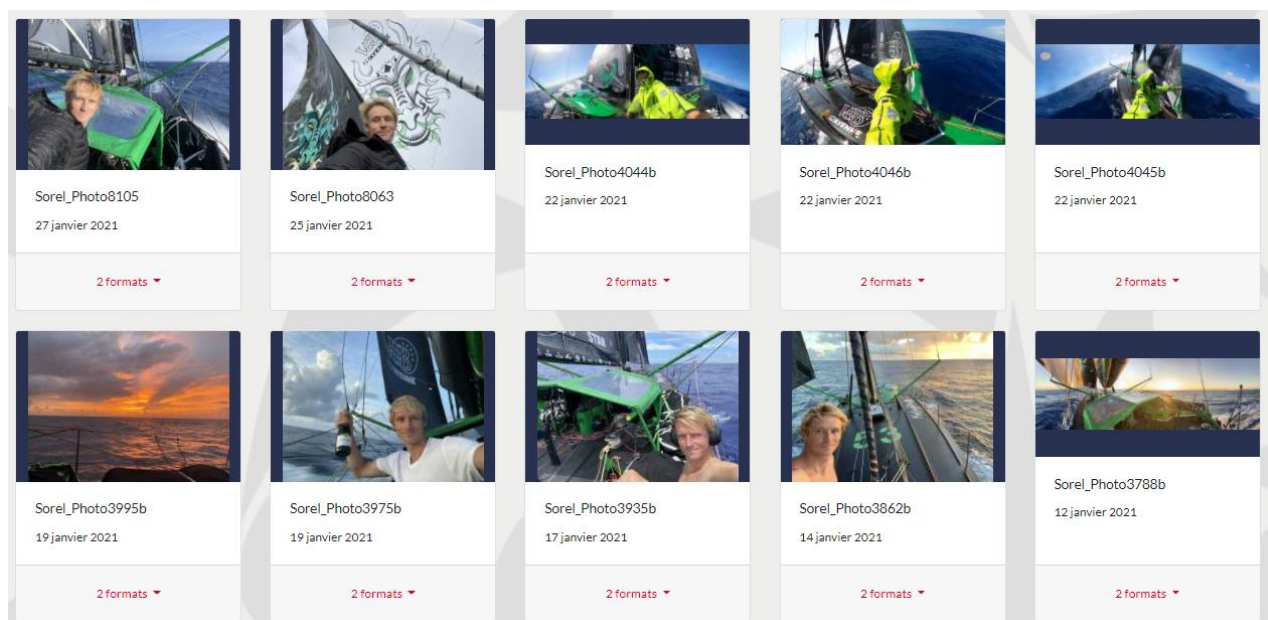 Sorel_Photo8105
27 janvier 2021
2 formats
Sorel_Photo8063
25 janvier 2021
2 formats
Sorel_Photo4044b
22 janvier 2021
2 formats
Sorel_Photo4046b
22 janvier 2021
2 formats
Sorel_Photo4045b
22 janvier 2021
2 formats
Sorel_Photo3995b
19 janvier 2021
2 formats
Sorel_Photo3975b
19 janvier 2021
2 formats
Sorel_Photo3935b
17 janvier 2021
2 formats
Sorel_Photo3862b
14 janvier 2021
2 formats
Sorel_Photo3788b
12 janvier 2021
2 formats